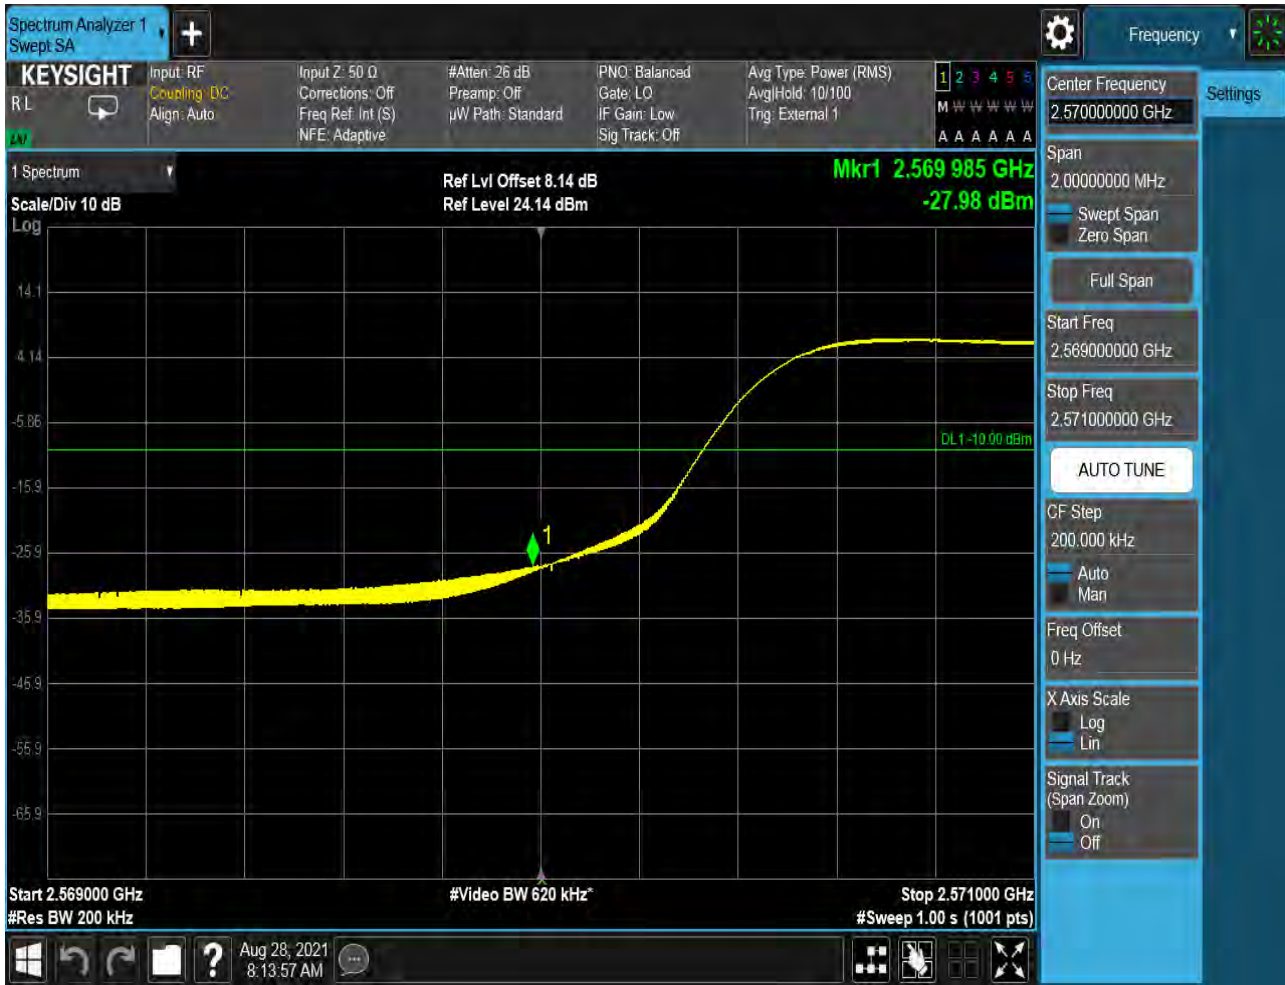 Spectrum Analyzer 1
Swept SA
Frequency
KEYSIGHT
R L
Input: RF
Coupling: DC
Align: Auto
Input Z: 50 Ω
Corrections: Off
Freq Ref: Int (S)
NFE: Adaptive
#Atten: 26 dB
Preamp: Off
µW Path: Standard
PNO: Balanced
Gate: LO
IF Gain: Low
Sig Track: Off
Avg Type: Power (RMS)
Avg|Hold: 10/100
Trig: External 1
1 2 3 4 5 6
M W W W W W
A A A A A A
1 Spectrum
Scale/Div 10 dB
Log
Ref Lvl Offset 8.14 dB
Ref Level 24.14 dBm
Mkr1 2.569 985 GHz
-27.98 dBm
14.1
4.14
-5.86
DL1 -10.00 dBm
-15.9
1
-25.9
-35.9
-45.9
-55.9
-65.9
Start 2.569000 GHz
#Res BW 200 kHz
#Video BW 620 kHz*
Stop 2.571000 GHz
#Sweep 1.00 s (1001 pts)
Aug 28, 2021
8:13:57 AM
?
Center Frequency
2.570000000 GHz
Settings
Span
2.00000000 MHz
Swept Span
Zero Span
Full Span
Start Freq
2.569000000 GHz
Stop Freq
2.571000000 GHz
AUTO TUNE
CF Step
200.000 kHz
Auto
Man
Freq Offset
0 Hz
X Axis Scale
Log
Lin
Signal Track
(Span Zoom)
On
Off